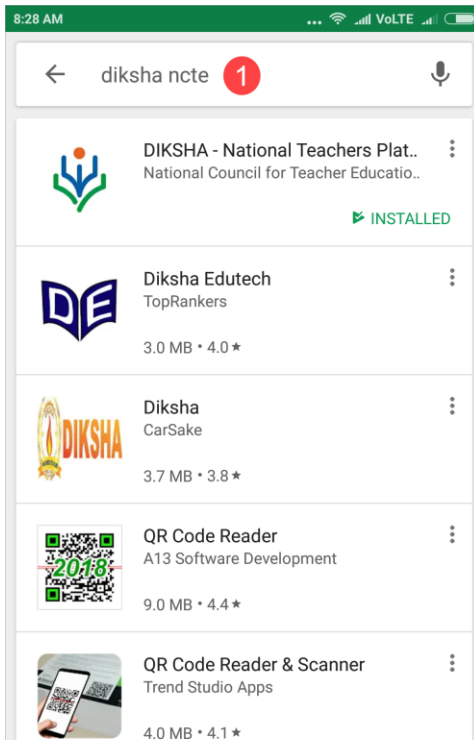 8:28 AM ... VoLTE
diksha ncte 1
DIKSHA - National Teachers Plat..
National Council for Teacher Educatio..
INSTALLED
DE
Diksha Edutech
TopRankers
3.0 MB • 4.0 ★
DIKSHA
Diksha
CarSake
3.7 MB • 3.8 ★
2018
QR Code Reader
A13 Software Development
9.0 MB • 4.4 ★
QR Code Reader & Scanner
Trend Studio Apps
4.0 MB • 4.1 ★